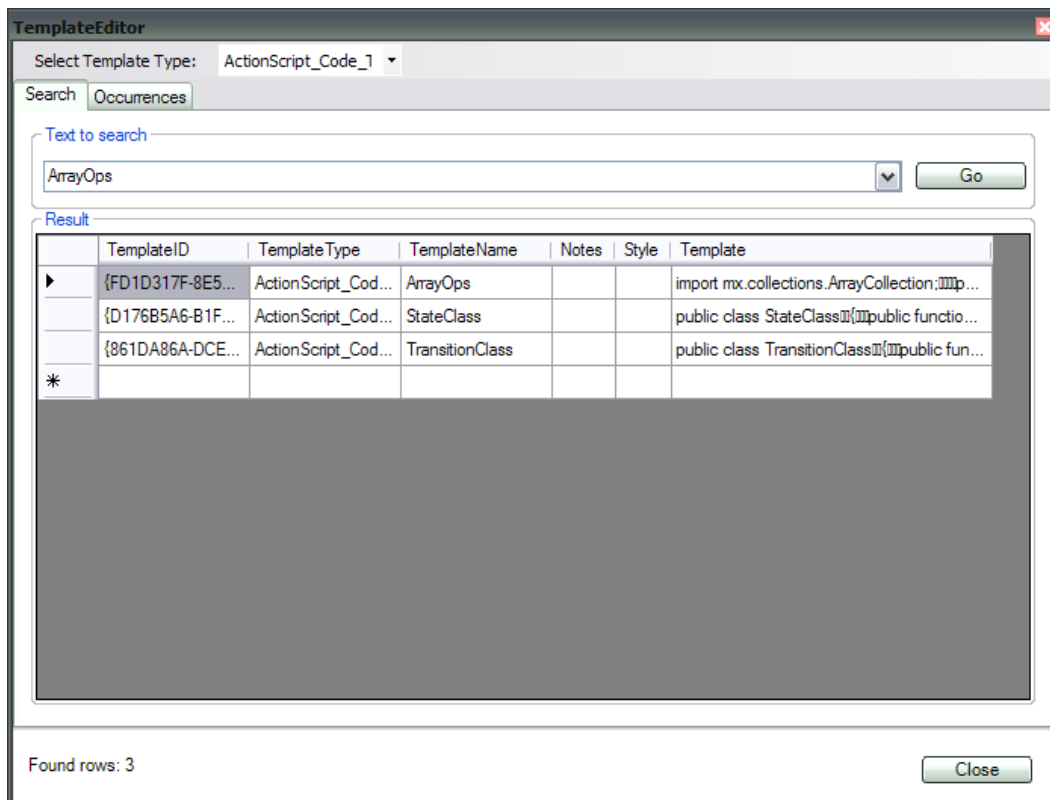 TemplateEditor
Select Template Type: ActionScript_Code_T
Search Occurrences
Text to search
ArrayOps Go
Result
TemplateID TemplateType TemplateName Notes Style Template
{FD1D317F-8E5... ActionScript_Cod... ArrayOps import mx.collections.ArrayCollection;▯▯▯▯p...
{D176B5A6-B1F... ActionScript_Cod... StateClass public class StateClass▯▯{▯▯▯public functio...
{861DA86A-DCE... ActionScript_Cod... TransitionClass public class TransitionClass▯▯{▯▯▯public fun...
Found rows: 3 Close